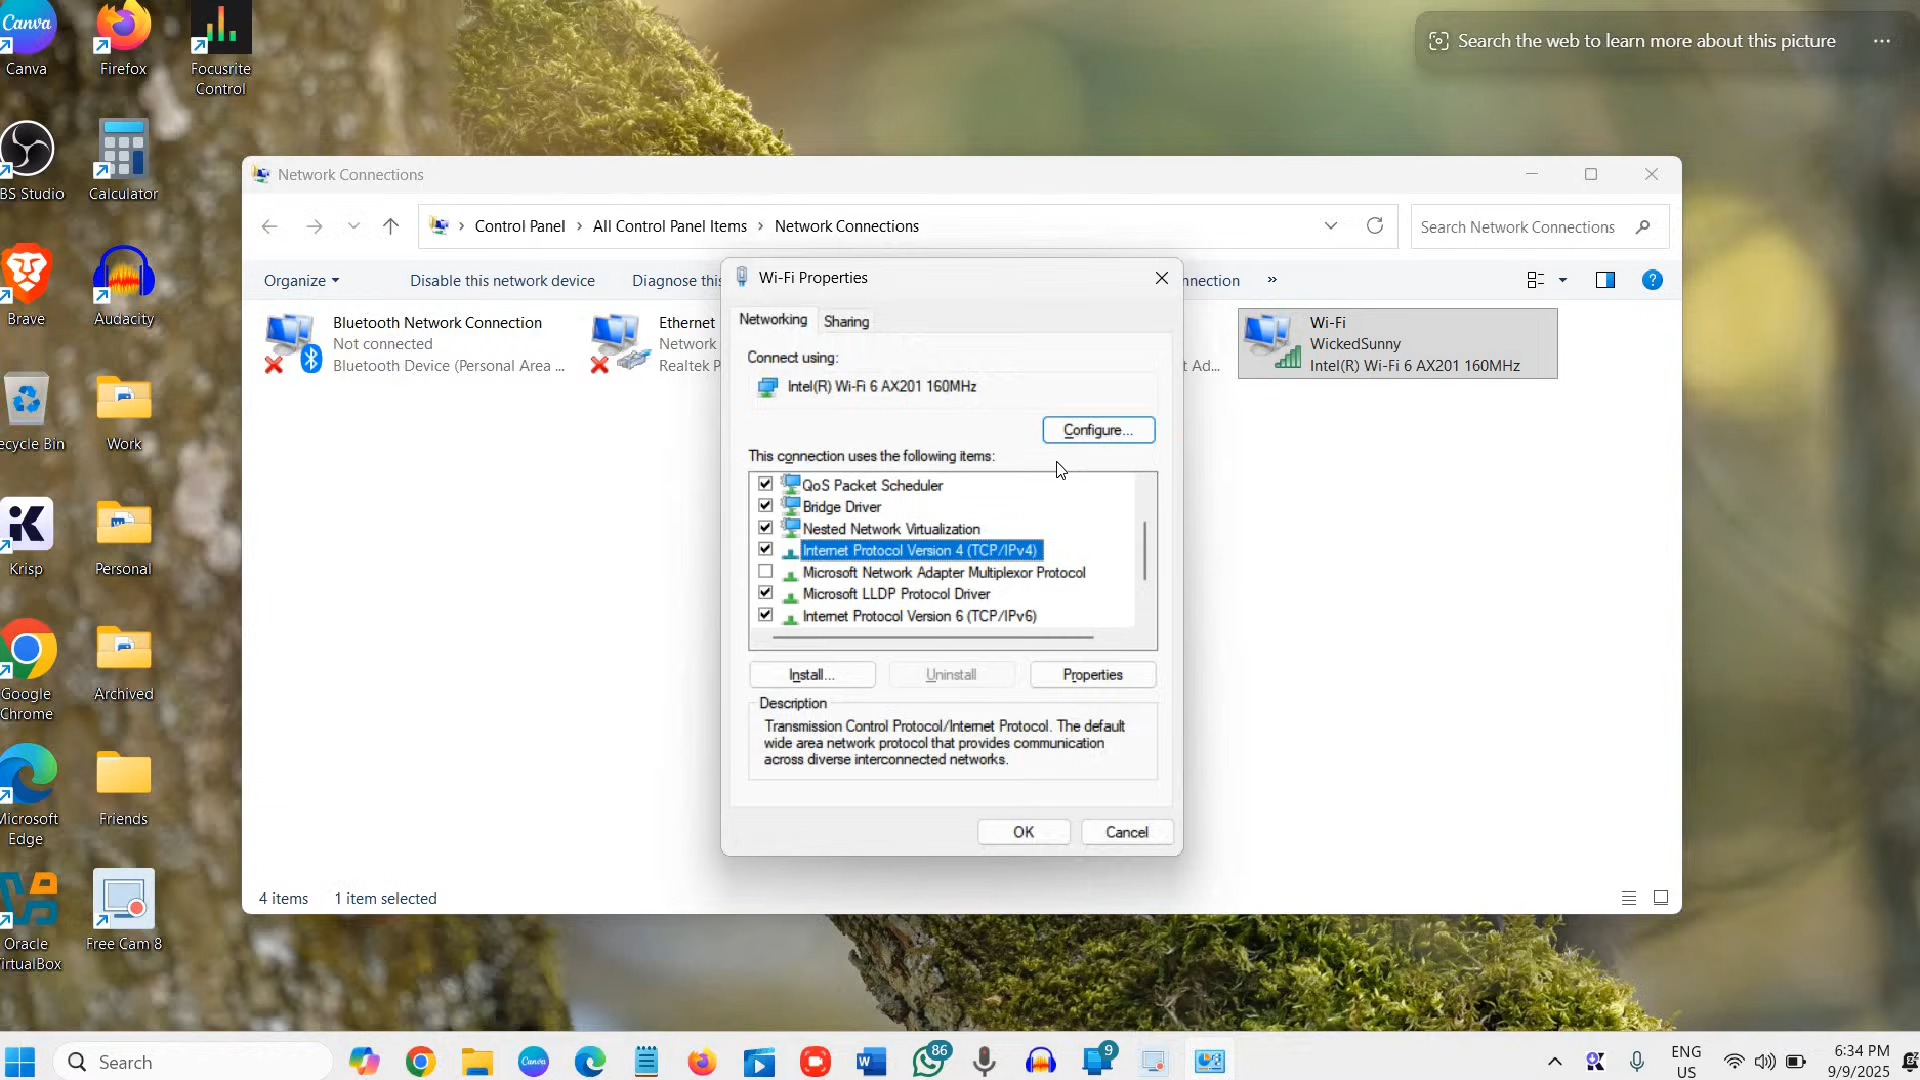 Canva
Firefox
Focusrite
Control
Search the web to learn more about this picture
BS Studio
Calculator
Brave
Audacity
ecycle Bin
Work
Krisp
Personal
Google
Chrome
Archived
Microsoft
Edge
Friends
Oracle
irtualBox
Free Cam 8
Network Connections
Control Panel > All Control Panel Items > Network Connections
Search Network Connections
Organize
Disable this network device
Diagnose this
nnection
»
Bluetooth Network Connection
Not connected
Bluetooth Device (Personal Area ...
Ethernet
Network
Realtek P
t Ad...
Wi-Fi
WickedSunny
Intel(R) Wi-Fi 6 AX201 160MHz
Wi-Fi Properties
Networking
Sharing
Connect using:
Intel(R) Wi-Fi 6 AX201 160MHz
Configure...
This connection uses the following items:
QoS Packet Scheduler
Bridge Driver
Nested Network Virtualization
Internet Protocol Version 4 (TCP/IPv4)
Microsoft Network Adapter Multiplexor Protocol
Microsoft LLDP Protocol Driver
Internet Protocol Version 6 (TCP/IPv6)
Install...
Uninstall
Properties
Description
Transmission Control Protocol/Internet Protocol. The default
wide area network protocol that provides communication
across diverse interconnected networks.
OK
Cancel
4 items
1 item selected
Search
Canva
86
9
ENG
US
6:34 PM
9/9/2025